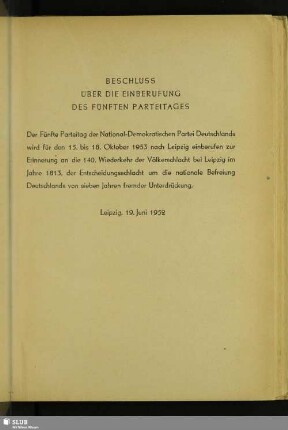 BESCHLUSS
ÜBER DIE EINBERUFUNG
DES FÜNFTEN PARTEITAGES
Der Fünfte Parteitag der National-Demokratischen Partei Deutschlands
wird für den 15. bis 18. Oktober 1953 nach Leipzig einberufen zur
Erinnerung an die 140. Wiederkehr der Völkerschlacht bei Leipzig im
Jahre 1813, der Entscheidungsschlacht um die nationale Befreiung
Deutschlands von sieben Jahren fremder Unterdrückung.
Leipzig, 19. Juni 1952
SLUB